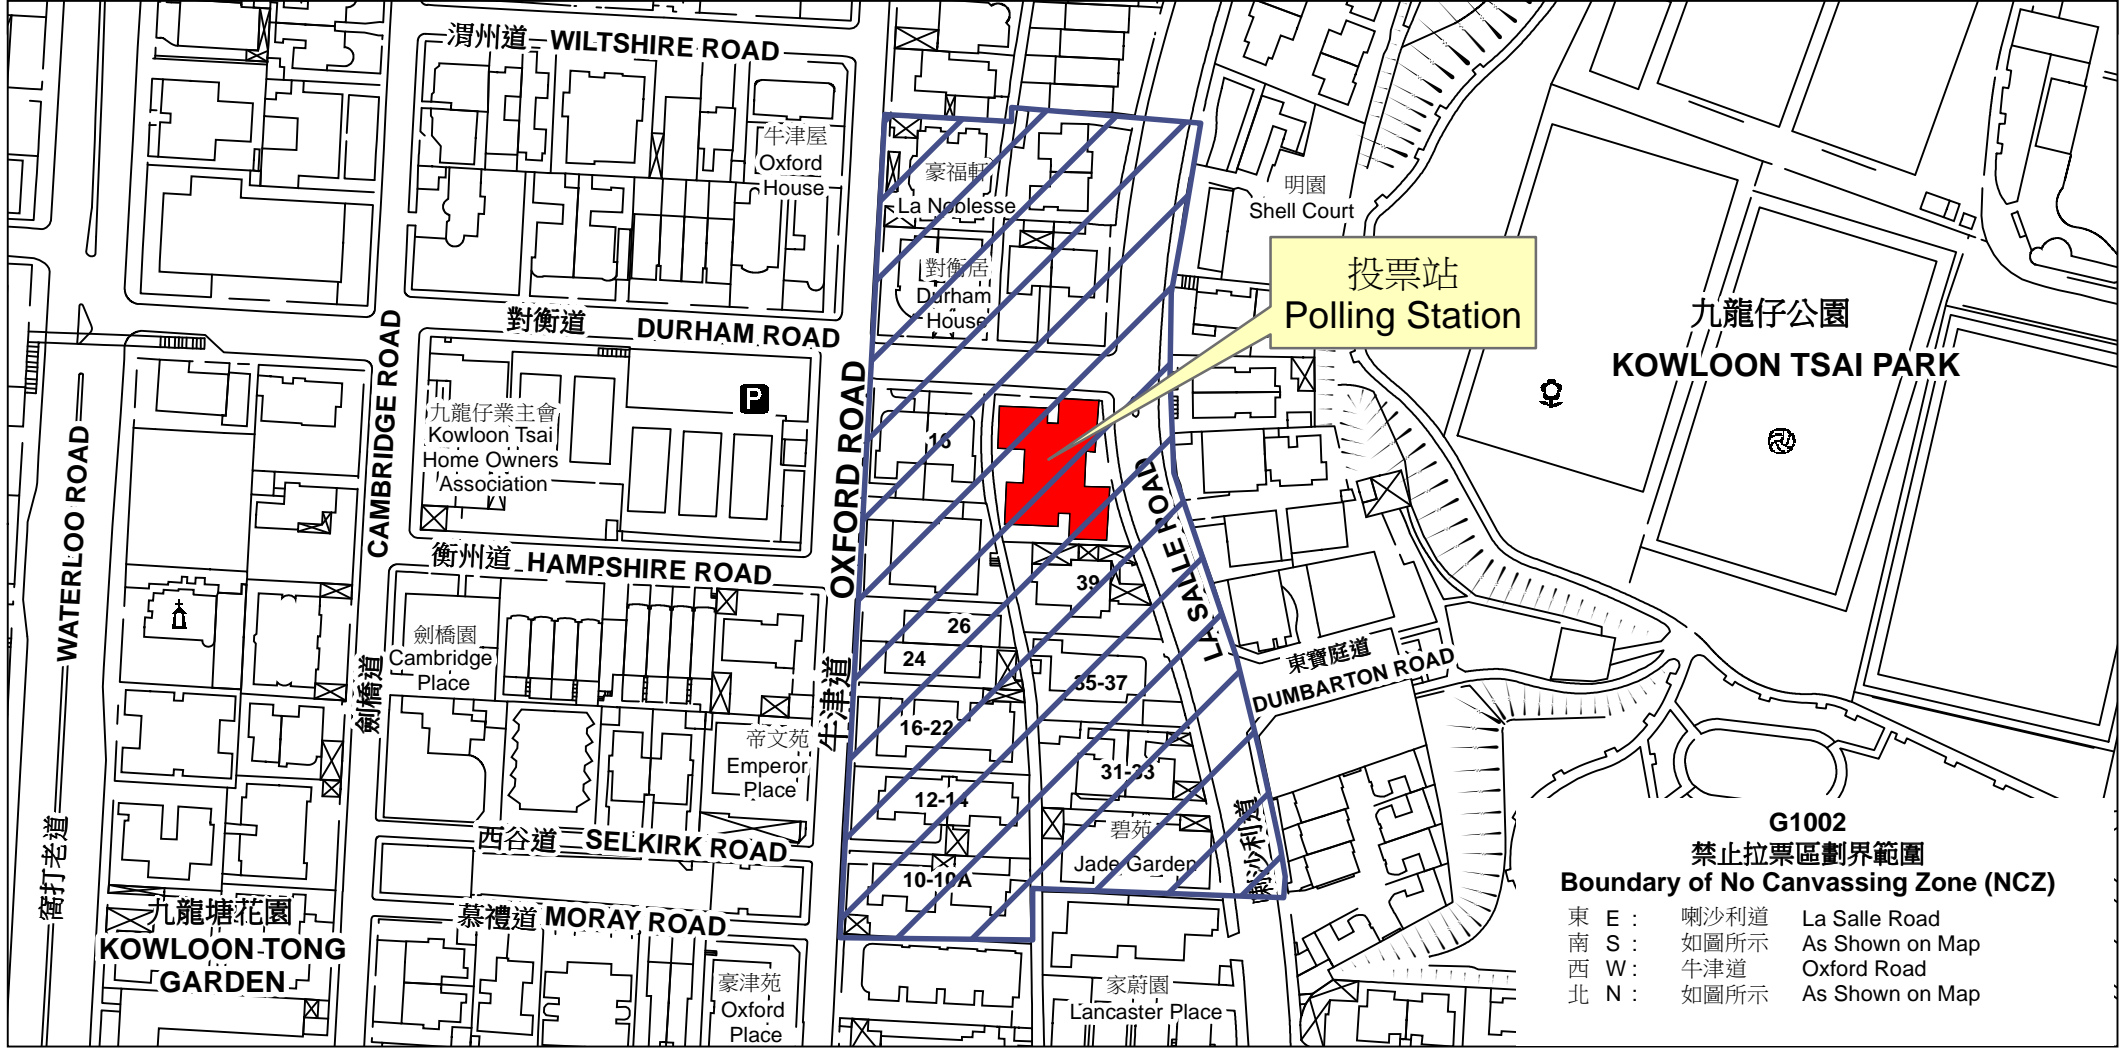 渭州道 WILTSHIRE ROAD
牛津屋
Oxford
House
豪福軒
La Noblesse
明園
Shell Court
對衡居
Durham
House
投票站
Polling Station
九龍仔公園
KOWLOON TSAI PARK
對衡道 DURHAM ROAD
CAMBRIDGE ROAD
劍橋道
OXFORD ROAD
牛津道
WATERLOO ROAD
窩打老道
P
九龍仔業主會
Kowloon Tsai
Home Owners
Association
16
衡州道 HAMPSHIRE ROAD
39
LA SALLE ROAD
喇沙利道
26
24
劍橋園
Cambridge
Place
東寶庭道
DUMBARTON ROAD
35-37
16-22
帝文苑
Emperor
Place
31-33
12-14
碧苑
Jade Garden
西谷道 SELKIRK ROAD
10-10A
九龍塘花園
KOWLOON TONG
GARDEN
慕禮道 MORAY ROAD
豪津苑
Oxford
Place
家蔚園
Lancaster Place
G1002
禁止拉票區劃界範圍
Boundary of No Canvassing Zone (NCZ)
東 E : 喇沙利道 La Salle Road
南 S : 如圖所示 As Shown on Map
西 W : 牛津道 Oxford Road
北 N : 如圖所示 As Shown on Map